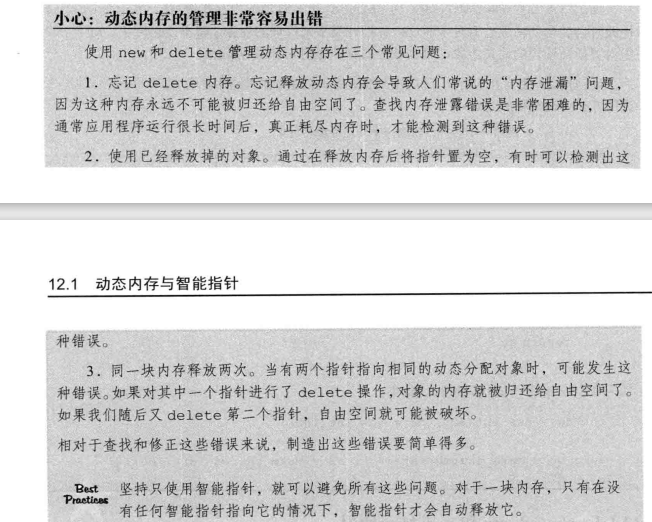 小心：动态内存的管理非常容易出错
使用 new 和 delete 管理动态内存存在三个常见问题：
1．忘记 delete 内存。忘记释放动态内存会导致人们常说的“内存泄漏”问题，
因为这种内存永远不可能被归还给自由空间了。查找内存泄露错误是非常困难的，因为
通常应用程序运行很长时间后，真正耗尽内存时，才能检测到这种错误。
2．使用已经释放掉的对象。通过在释放内存后将指针置为空，有时可以检测出这
12.1 动态内存与智能指针
种错误。
3．同一块内存释放两次。当有两个指针指向相同的动态分配对象时，可能发生这
种错误。如果对其中一个指针进行了 delete 操作，对象的内存就被归还给自由空间了。
如果我们随后又 delete 第二个指针，自由空间就可能被破坏。
相对于查找和修正这些错误来说，制造出这些错误要简单得多。
Best
Practices
坚持只使用智能指针，就可以避免所有这些问题。对于一块内存，只有在没
有任何智能指针指向它的情况下，智能指针才会自动释放它。